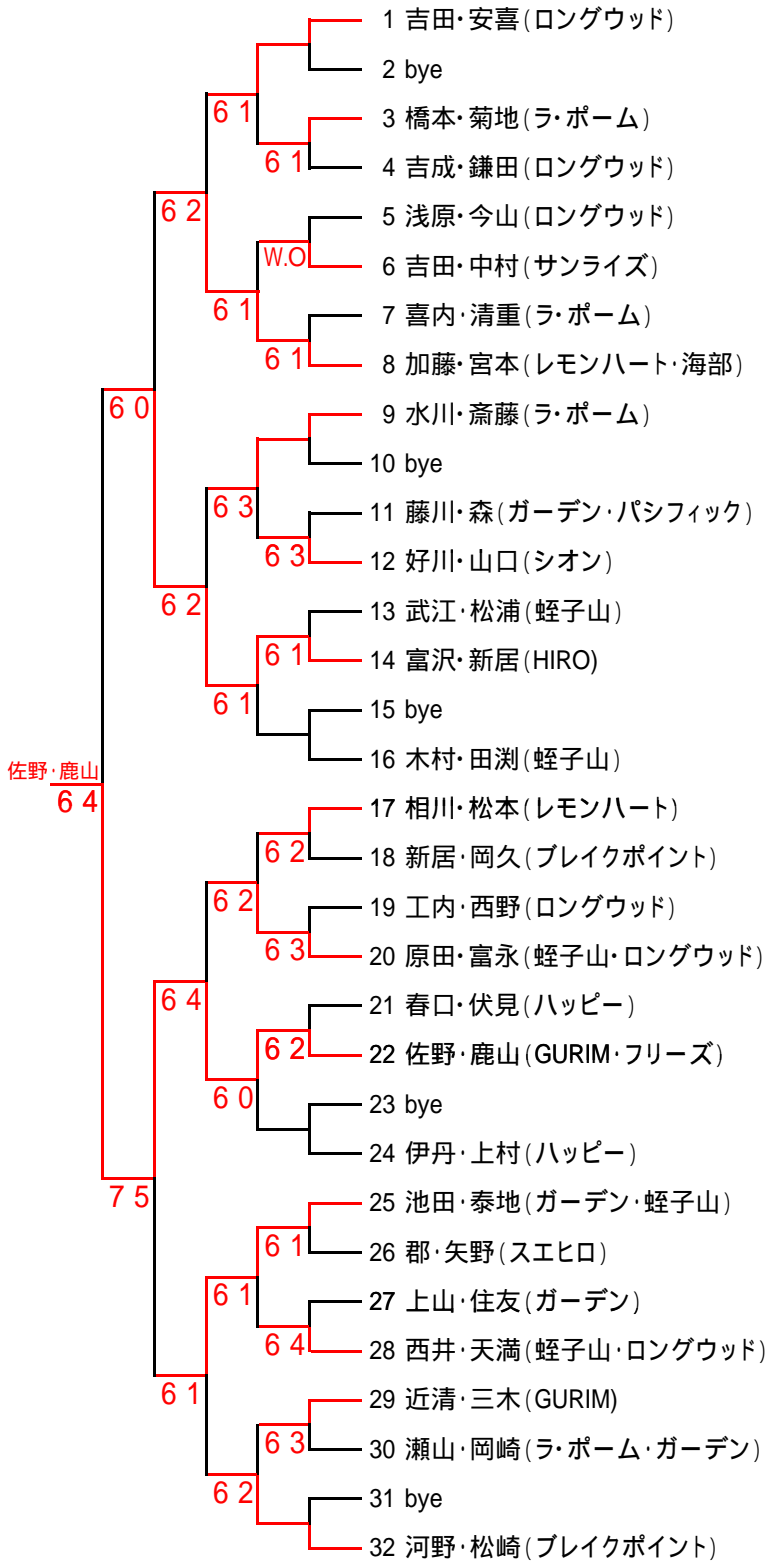 1 吉田・安喜(ロングウッド)
2 bye
6 1
3 橋本・菊地(ラ・ポーム)
6 1
4 吉成・鎌田(ロングウッド)
6 2
5 浅原・今山(ロングウッド)
W.O
6 吉田・中村(サンライズ)
6 1
7 喜内・清重(ラ・ポーム)
6 1
8 加藤・宮本(レモンハート・海部)
6 0
9 水川・斎藤(ラ・ポーム)
10 bye
6 3
11 藤川・森(ガーデン・パシフィック)
6 3
12 好川・山口(シオン)
6 2
13 武江・松浦(蛭子山)
6 1
14 富沢・新居(HIRO)
6 1
15 bye
16 木村・田渕(蛭子山)
佐野・鹿山
6 4
17 相川・松本(レモンハート)
6 2
18 新居・岡久(ブレイクポイント)
6 2
19 工内・西野(ロングウッド)
6 3
20 原田・富永(蛭子山・ロングウッド)
6 4
21 春口・伏見(ハッピー)
6 2
22 佐野・鹿山(GURIM・フリーズ)
6 0
23 bye
24 伊丹・上村(ハッピー)
7 5
25 池田・泰地(ガーデン・蛭子山)
6 1
26 郡・矢野(スエヒロ)
6 1
27 上山・住友(ガーデン)
6 4
28 西井・天満(蛭子山・ロングウッド)
6 1
29 近清・三木(GURIM)
6 3
30 瀬山・岡崎(ラ・ポーム・ガーデン)
6 2
31 bye
32 河野・松崎(ブレイクポイント)